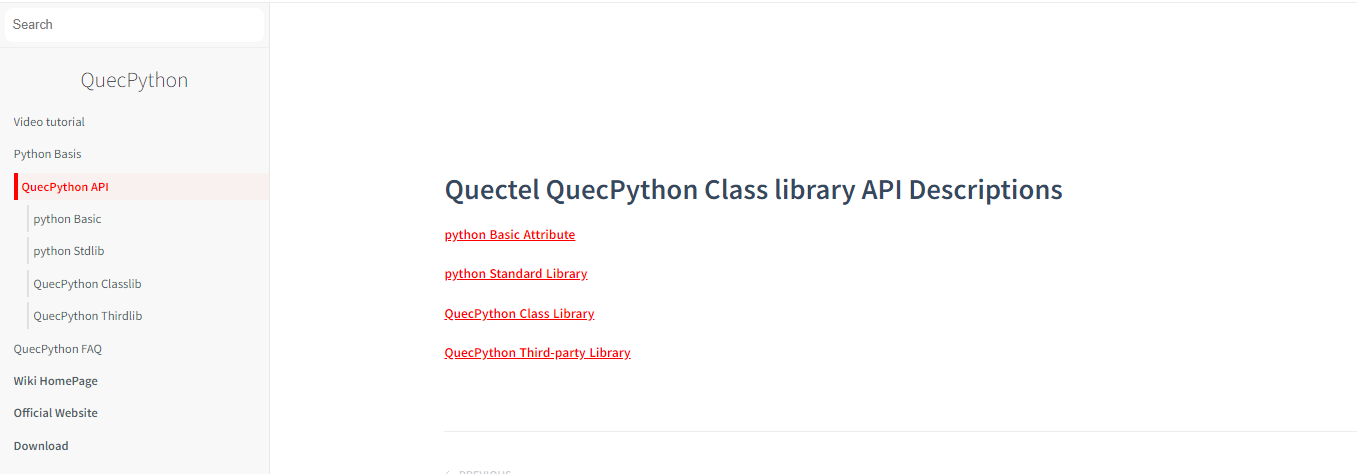 Search
QuecPython
Video tutorial
Python Basis
QuecPython API
python Basic
python Stdlib
QuecPython Classlib
QuecPython Thirdlib
QuecPython FAQ
Wiki HomePage
Official Website
Download
Quectel QuecPython Class library API Descriptions
python Basic Attribute
python Standard Library
QuecPython Class Library
QuecPython Third-party Library
PREVIOUS